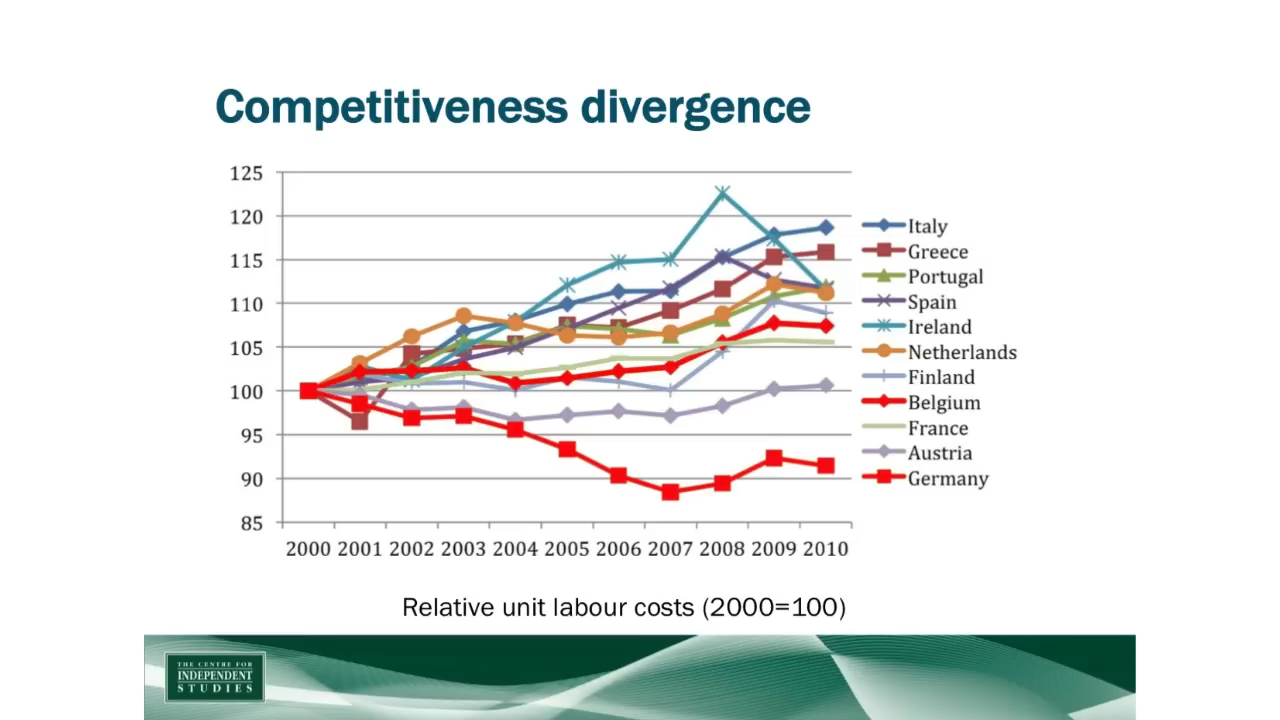 Competitiveness divergence
125
120
115
110
105
100
95
90
85
2000 2001 2002 2003 2004 2005 2006 2007 2008 2009 2010
Italy
Greece
Portugal
Spain
Ireland
Netherlands
Finland
Belgium
France
Austria
Germany
Relative unit labour costs (2000=100)
THE CENTRE FOR
INDEPENDENT
STUDIES